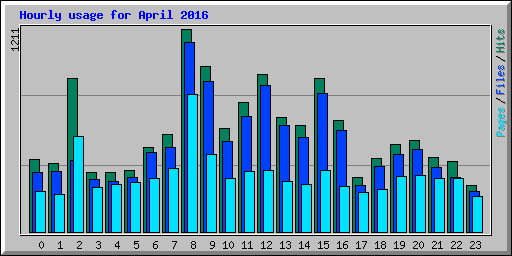 Hourly usage for April 2016
1211
Pages/Files/Hits
0 1 2 3 4 5 6 7 8 9 10 11 12 13 14 15 16 17 18 19 20 21 22 23